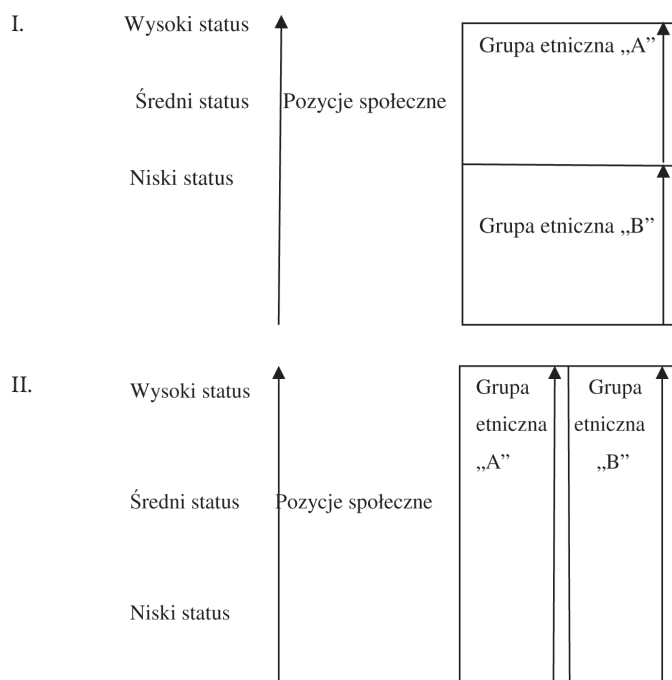 I.
Wysoki status
Grupa etniczna „A”
Średni status
Pozycje społeczne
Niski status
Grupa etniczna „B”
II.
Wysoki status
Grupa
etniczna
„A”
Grupa
etniczna
„B”
Średni status
Pozycje społeczne
Niski status